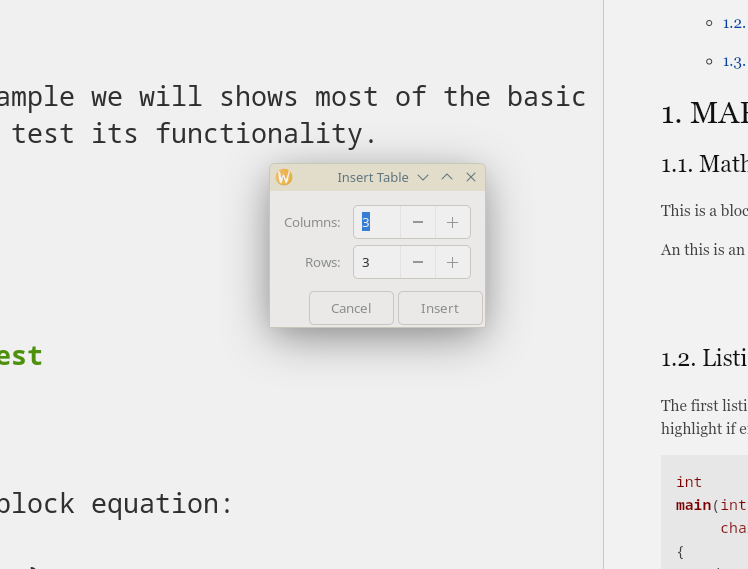 ample we will shows most of the basic
test its functionality.
est
block equation:
Insert Table
Columns: 3
Rows: 3
Cancel Insert
1.2.
1.3.
1. MAR
1.1. Math
This is a bloc
An this is an
1.2. Listi
The first listi
highlight if e
int
main(int
cha
{